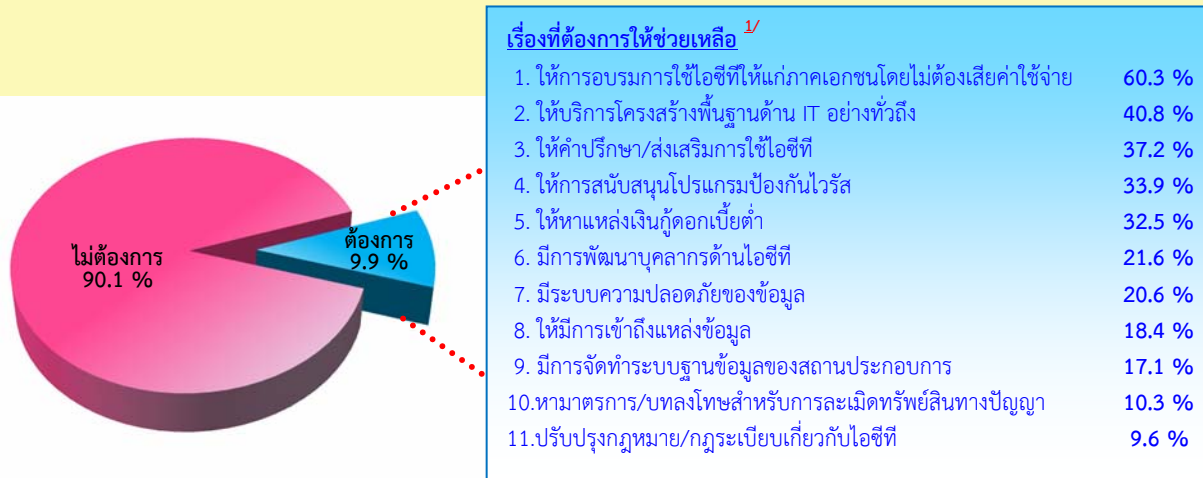 เรื่องที่ต้องการให้ช่วยเหลือ 1/
1. ให้การอบรมการใช้ไอซีทีให้แก่ภาคเอกชนโดยไม่ต้องเสียค่าใช้จ่าย 60.3 %
2. ให้บริการโครงสร้างพื้นฐานด้าน IT อย่างทั่วถึง 40.8 %
3. ให้คำปรึกษา/ส่งเสริมการใช้ไอซีที 37.2 %
4. ให้การสนับสนุนโปรแกรมป้องกันไวรัส 33.9 %
5. ให้หาแหล่งเงินกู้ดอกเบี้ยต่ำ 32.5 %
6. มีการพัฒนาบุคลากรด้านไอซีที 21.6 %
7. มีระบบความปลอดภัยของข้อมูล 20.6 %
8. ให้มีการเข้าถึงแหล่งข้อมูล 18.4 %
9. มีการจัดทำระบบฐานข้อมูลของสถานประกอบการ 17.1 %
10.หามาตรการ/บทลงโทษสำหรับการละเมิดทรัพย์สินทางปัญญา 10.3 %
11.ปรับปรุงกฎหมาย/กฎระเบียบเกี่ยวกับไอซีที 9.6 %
ไม่ต้องการ
90.1 %
ต้องการ
9.9 %